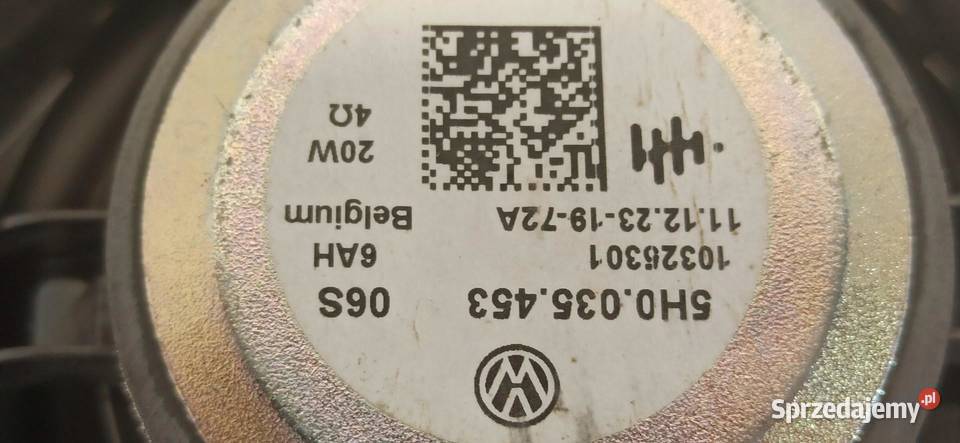 5H0.035.453 06S
10325301 6AH
11.12.23-19-72A Belgium
20W
4Ω
Sprzedajemy.pl